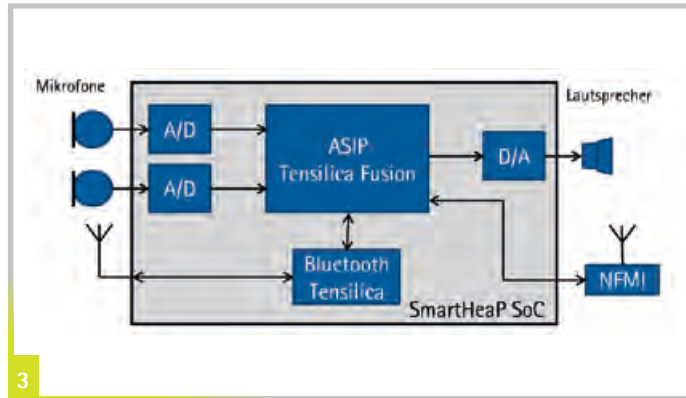 Mikrofone
Lautsprecher
A/D
ASIP
Tensilica Fusion
D/A
A/D
Bluetooth
Tensilica
NFMI
SmartHeaP SoC
3